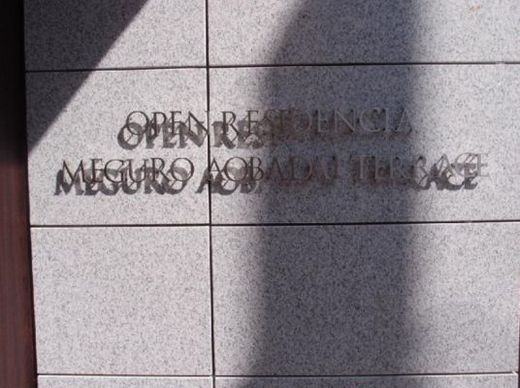 OPEN RESIDENCIA
MEGURO AOBADAI TERRACE